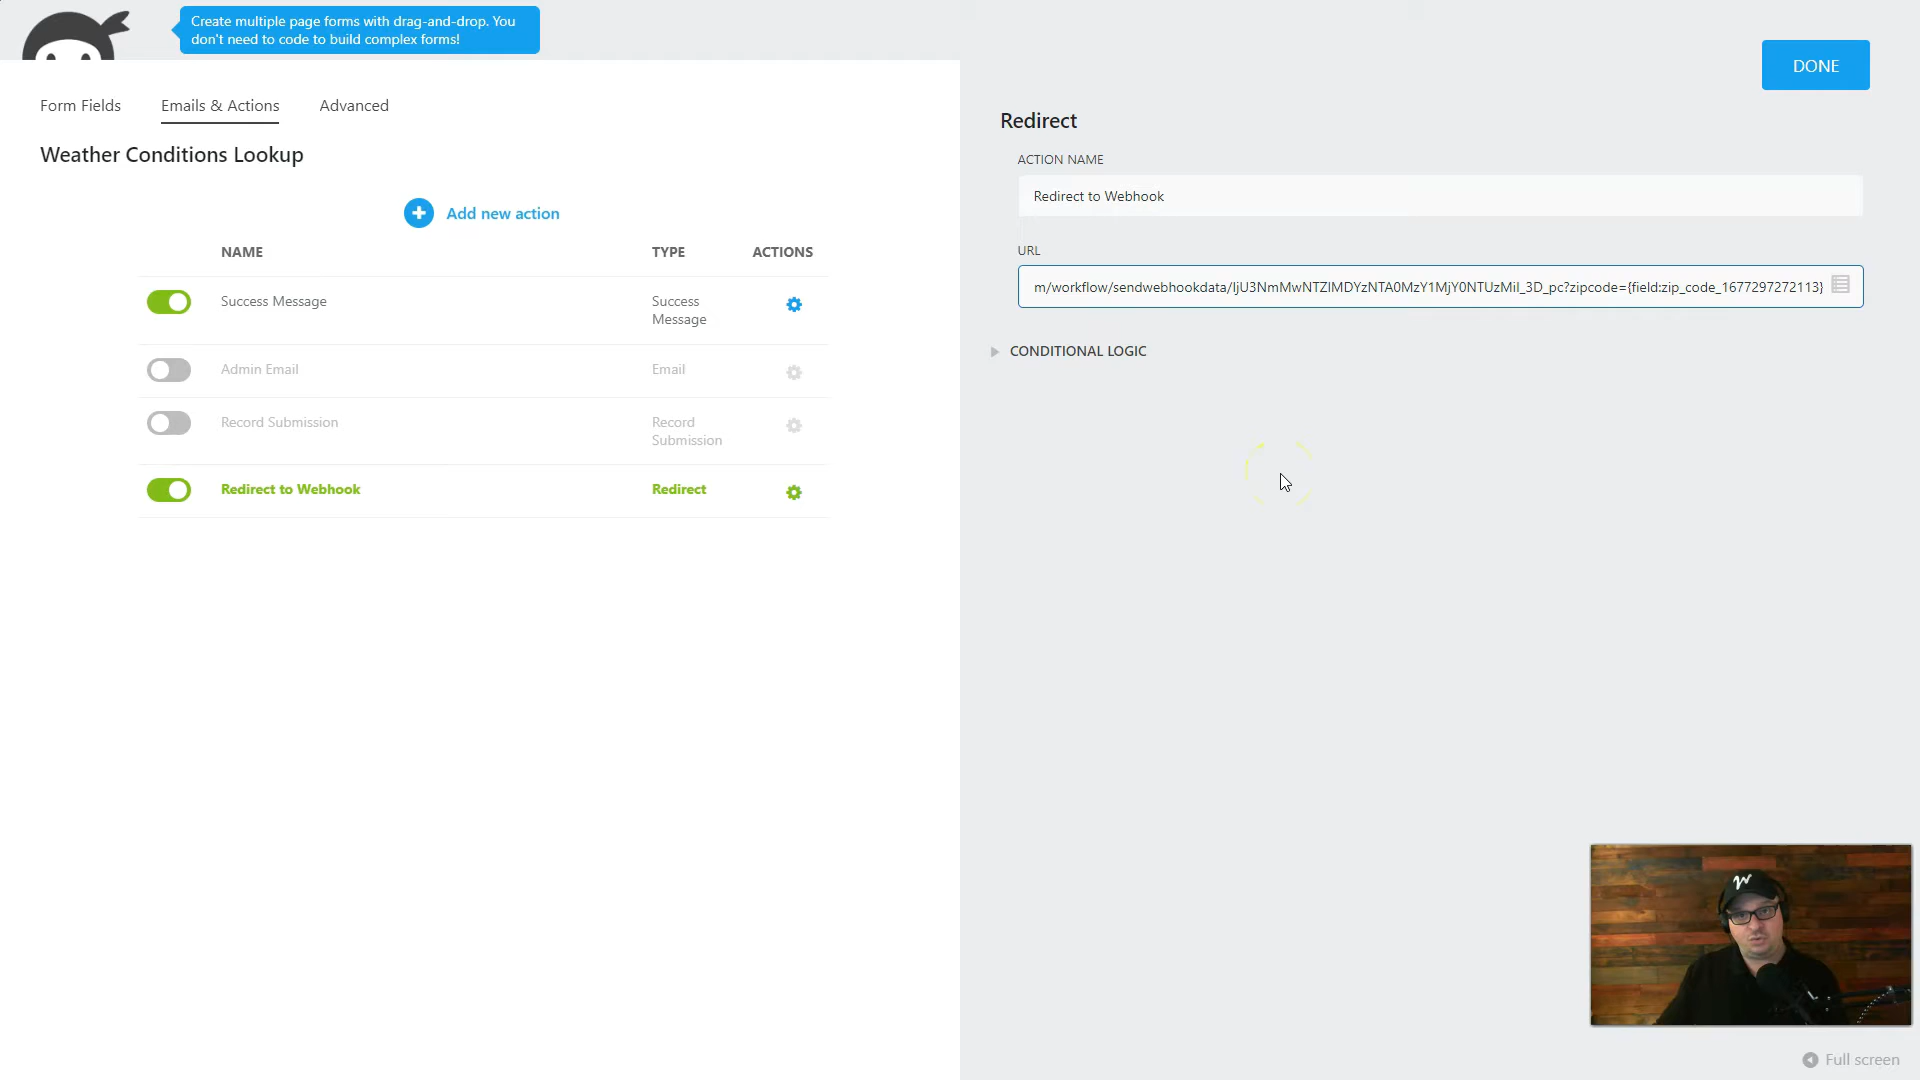 Create multiple page forms with drag-and-drop. You
don't need to code to build complex forms!
DONE
Form Fields
Emails & Actions
Advanced
Weather Conditions Lookup
Add new action
NAME
TYPE
ACTIONS
Success Message
Success
Message
Admin Email
Email
Record Submission
Record
Submission
Redirect to Webhook
Redirect
Redirect
ACTION NAME
Redirect to Webhook
URL
m/workflow/sendwebhookdata/IjU3NmMwNTZlMDYzNTA0MzY1MjY0NTUzMiI_3D_pc?zipcode={field:zip_code_1677297272113}
CONDITIONAL LOGIC
W
Full screen